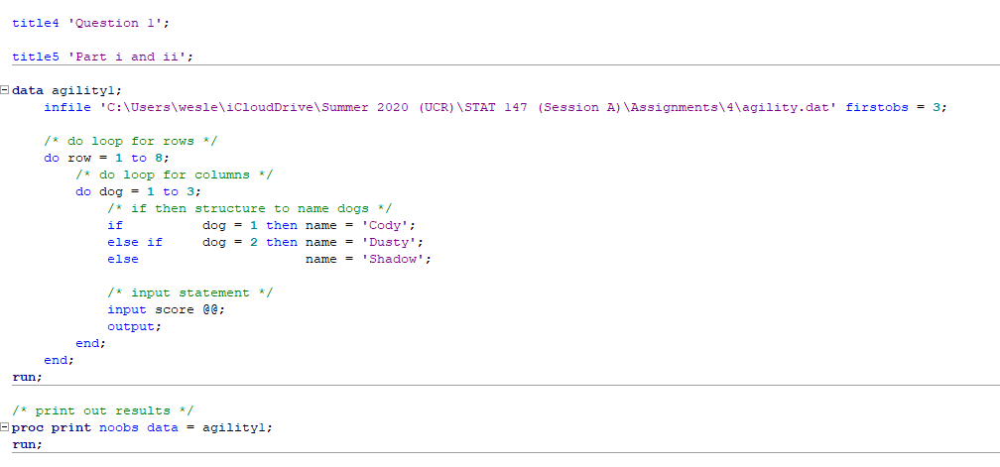 title4 'Question 1';
title5 'Part i and ii';
data agility1;
infile 'C:\Users\wesle\iCloudDrive\Summer 2020 (UCR)\STAT 147 (Session A)\Assignments\4\agility.dat' firstobs = 3;
/* do loop for rows */
do row = 1 to 8;
/* do loop for columns */
do dog = 1 to 3;
/* if then structure to name dogs */
if dog = 1 then name = 'Cody';
else if dog = 2 then name = 'Dusty';
else name = 'Shadow';
/* input statement */
input score @@;
output;
end;
end;
run;
/* print out results */
proc print noobs data = agility1;
run;